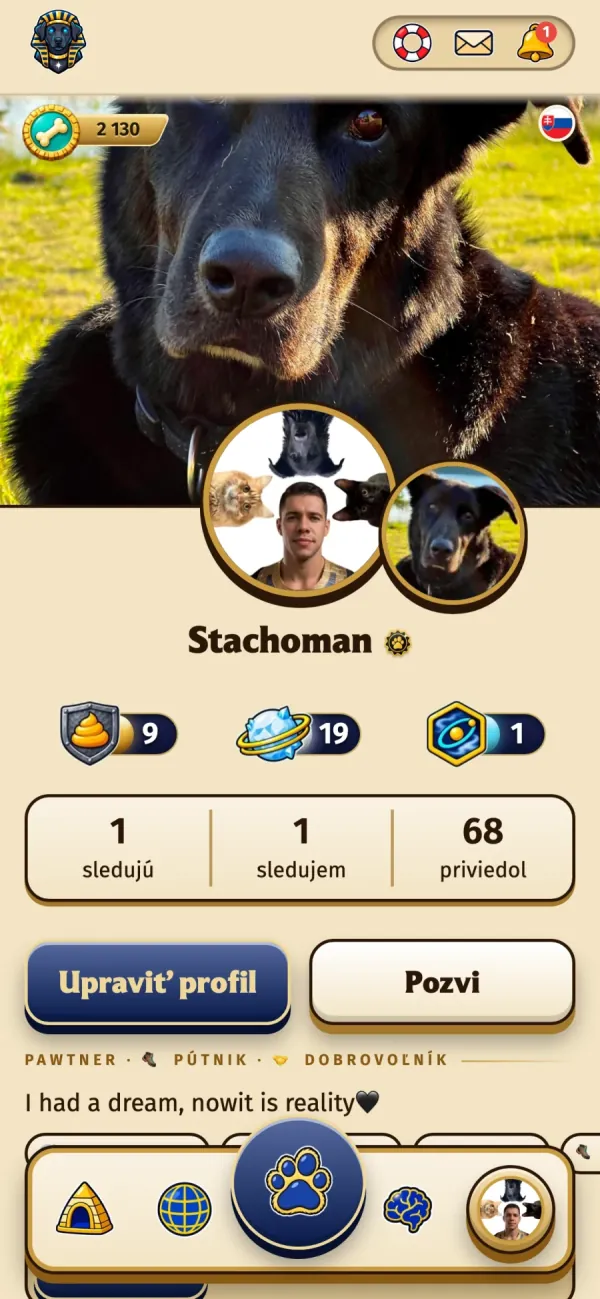 1
2 130
Stachoman
9
19
1
1
1
68
sledujú
sledujem
priviedol
Upraviť profil
Pozvi
PAWTNER · 🥾 PÚTNIK · 🤝 DOBROVOĽNÍK
I had a dream, nowit is reality🖤